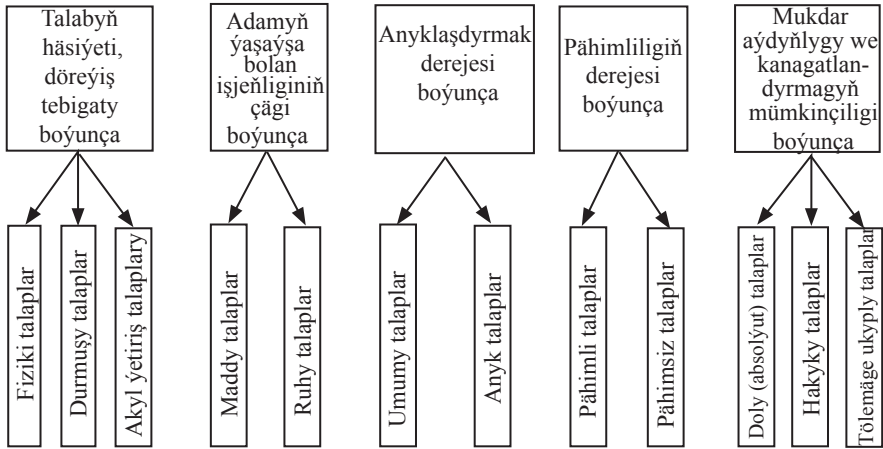 Talabyň
häsiýeti,
döreýiş
tebigaty
boýunça
Adamyň
ýaşaýşa
bolan
işjeňliginiň
çägi
boýunça
Anyklaşdyrmak
derejesi
boýunça
Pähimliligiň
derejesi
boýunça
Mukdar
aýdyňlygy we
kanagatlan-
dyrmagyň
mümkinçiligi
boýunça
Fiziki talaplar
Durmuşy talaplar
Akyl ýetiriş talaplary
Maddy talaplar
Ruhy talaplar
Umumy talaplar
Anyk talaplar
Pähimli talaplar
Pähimsiz talaplar
Doly (absolýut) talaplar
Hakyky talaplar
Tölemäge ukyply talaplar